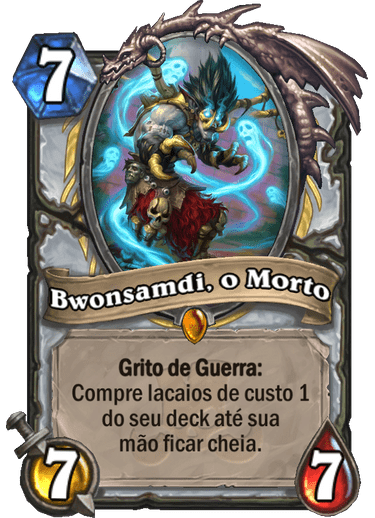 7
Bwonsamdi, o Morto
Grito de Guerra:
Compre lacaios de custo 1
do seu deck até sua
mão ficar cheia.
7
7